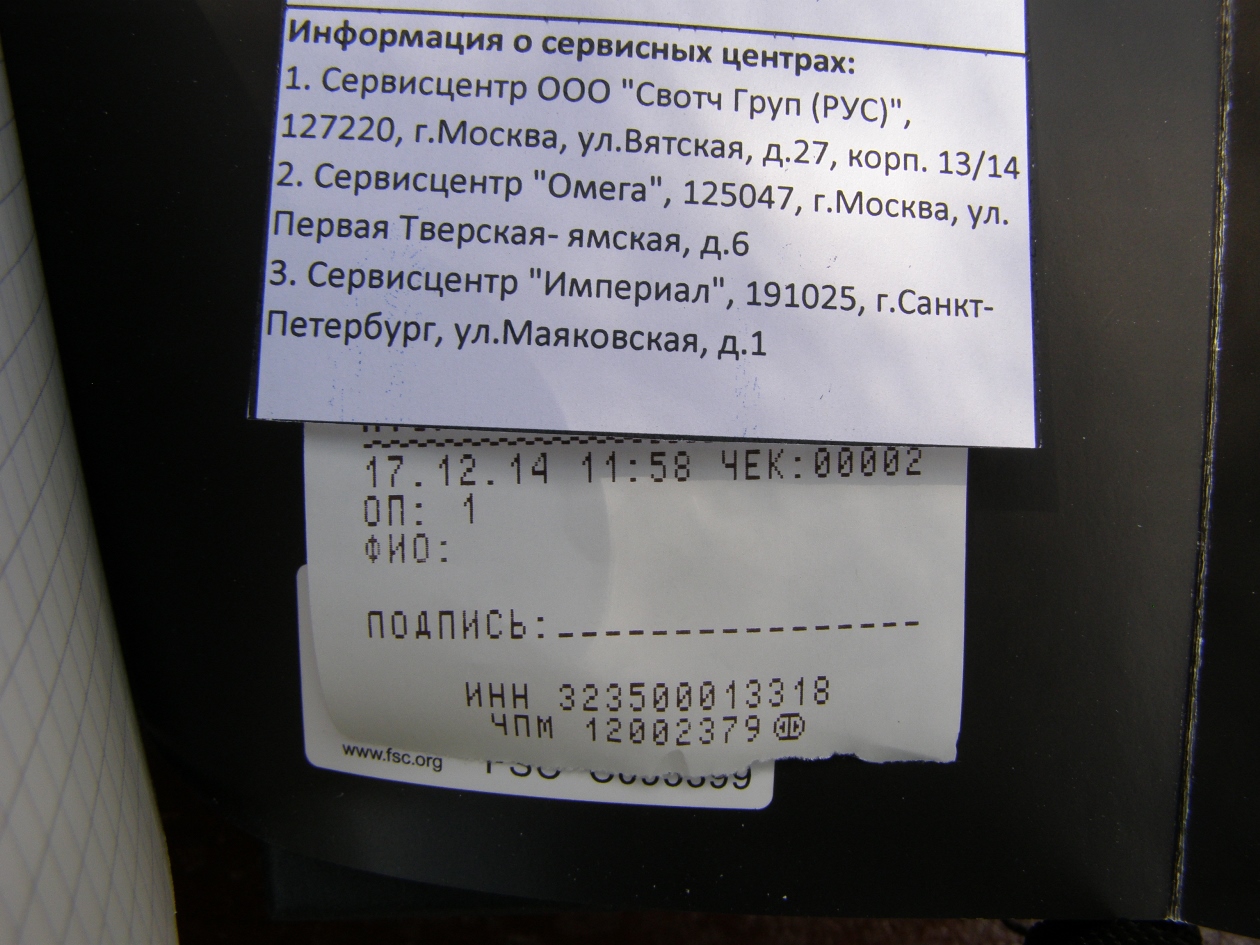 Информация о сервисных центрах:
1. Сервисцентр ООО "Свотч Груп (РУС)",
127220, г.Москва, ул.Вятская, д.27, корп. 13/14
2. Сервисцентр "Омега", 125047, г.Москва, ул.
Первая Тверская- ямская, д.6
3. Сервисцентр "Империал", 191025, г.Санкт-
Петербург, ул.Маяковская, д.1
17.12.14 11:58 ЧЕК:00002
ОП: 1
ФИО:
ПОДПИСЬ:
ИНН 323500013318
ЧПМ 12002379
www.fsc.org